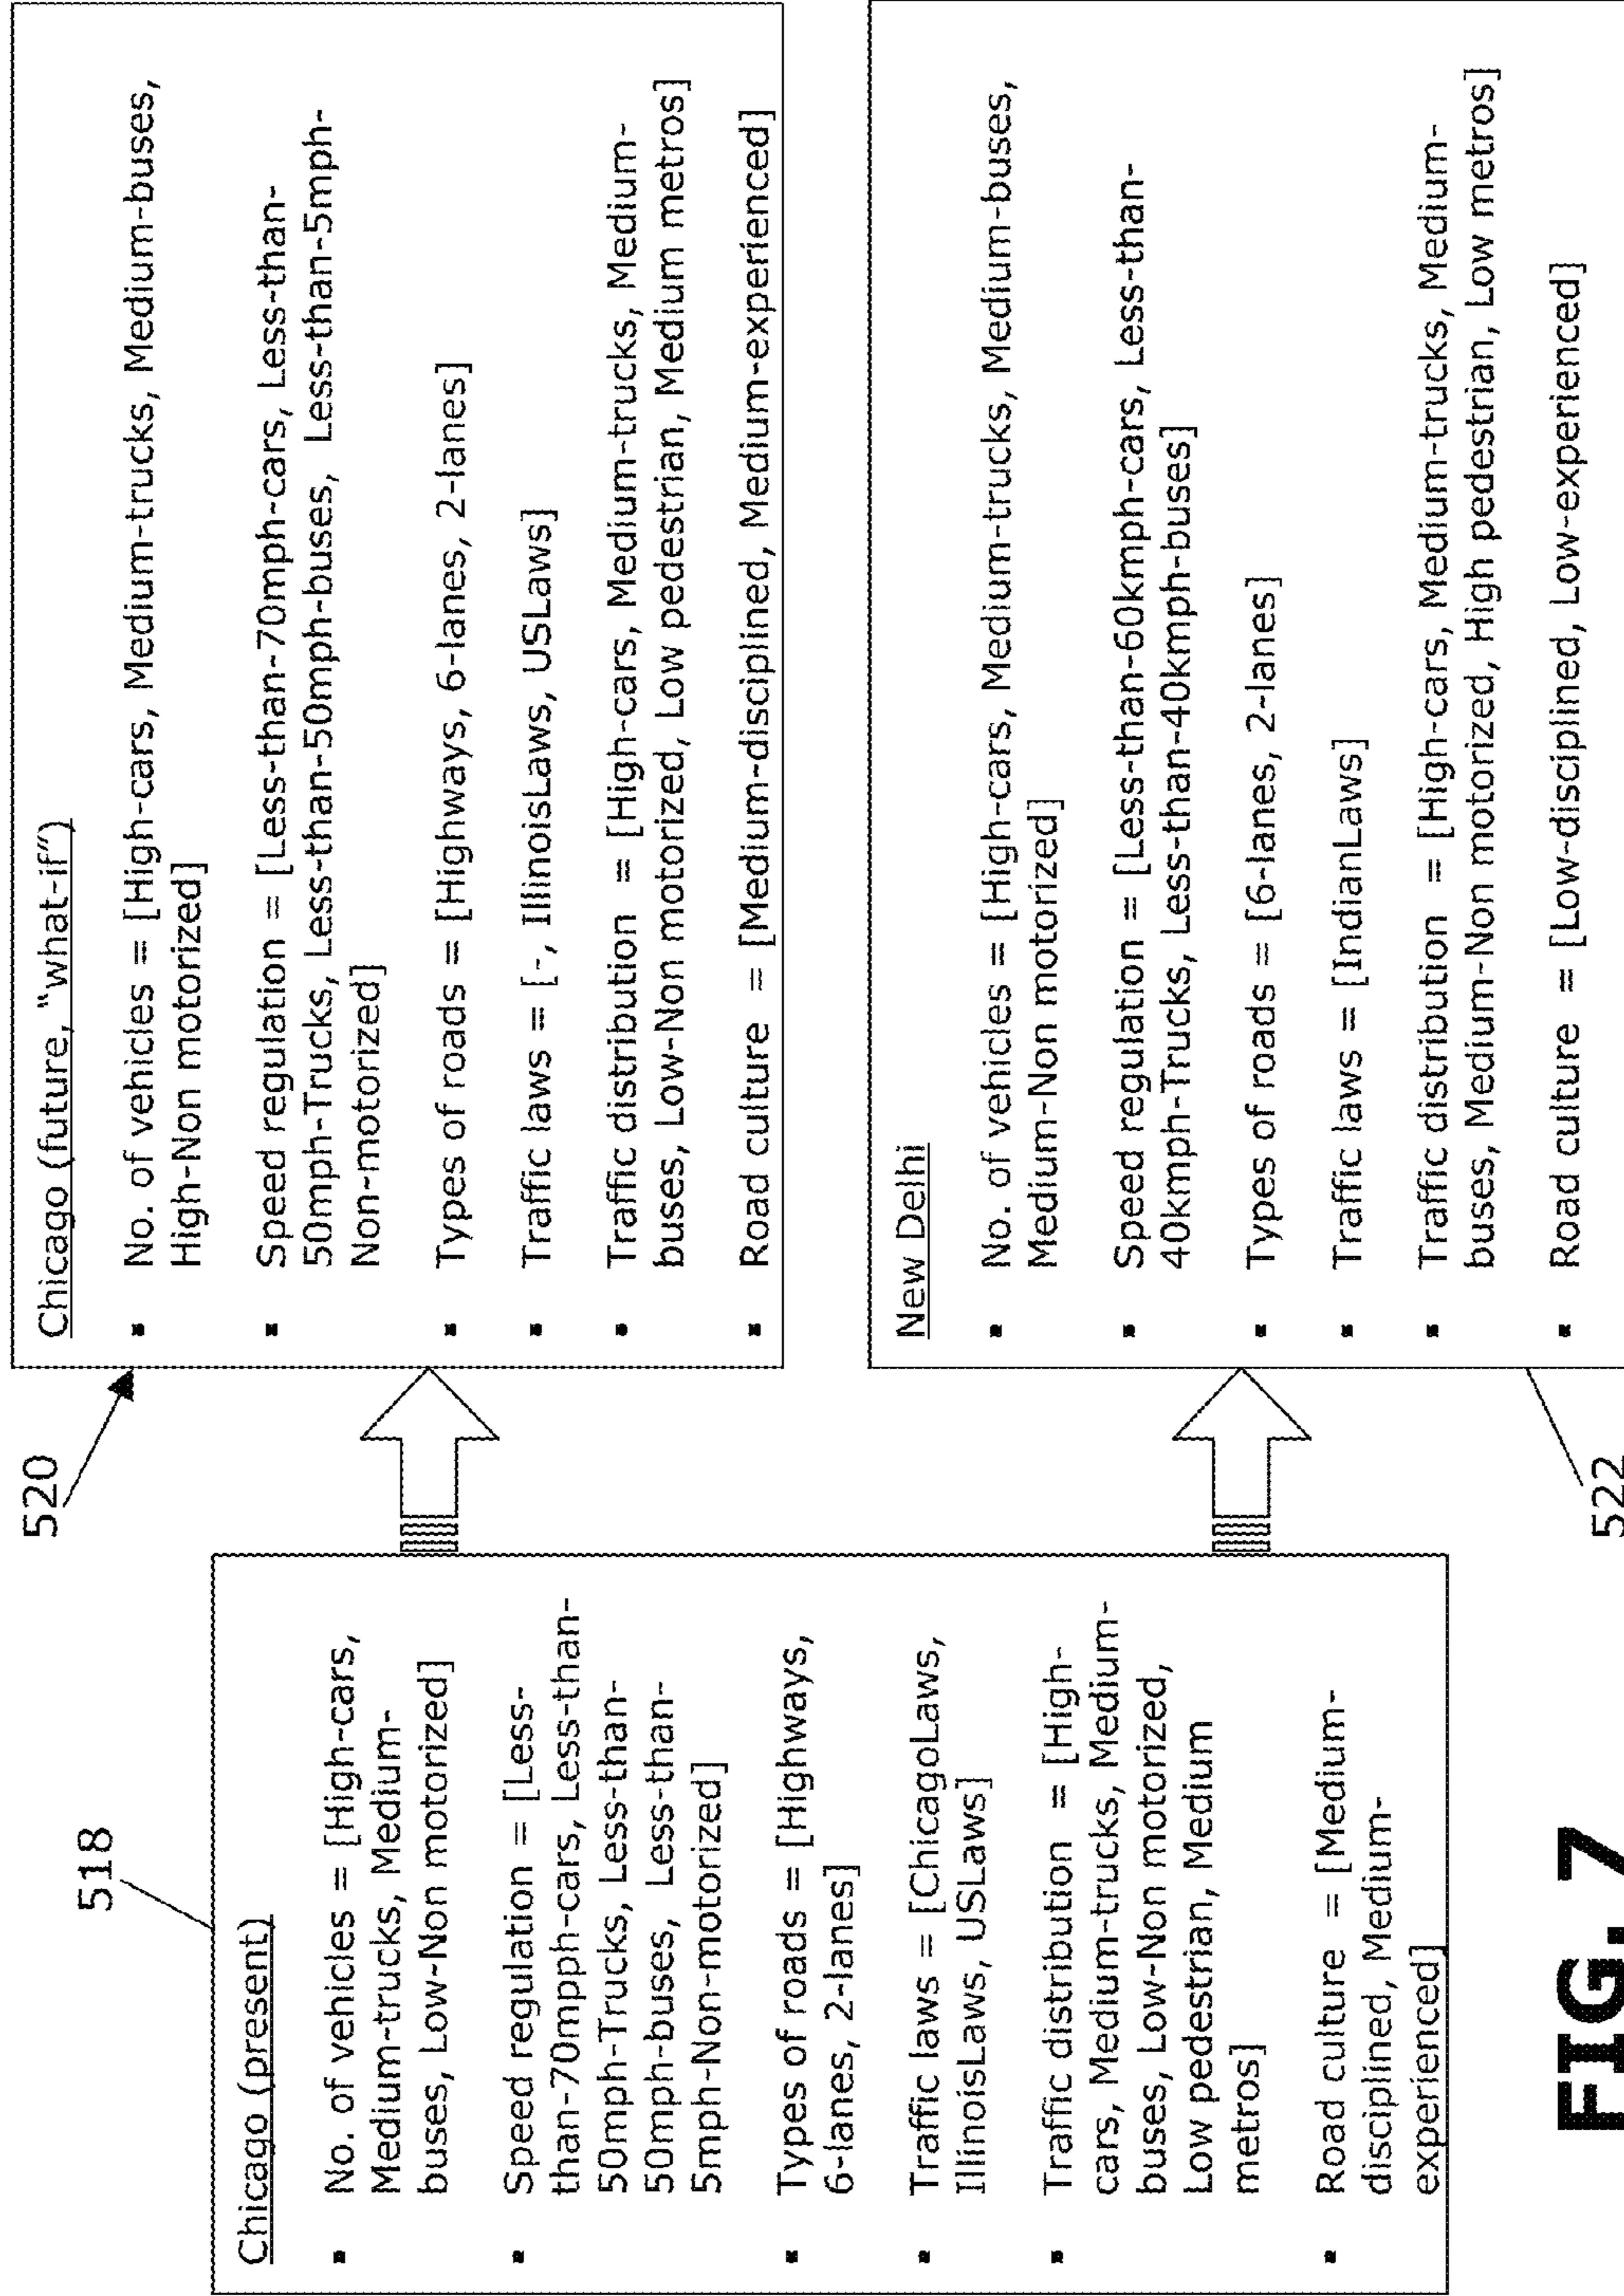 518
Chicago (present)
▪ No. of vehicles = [High-cars,
Medium-trucks, Medium-
buses, Low-Non motorized]
▪ Speed regulation = [Less-
than-70mpph-cars, Less-than-
50mph-Trucks, Less-than-
50mph-buses, Less-than-
5mph-Non-motorized]
▪ Types of roads = [Highways,
6-lanes, 2-lanes]
▪ Traffic laws = [ChicagoLaws,
IllinoisLaws, USLaws]
▪ Traffic distribution = [High-
cars, Medium-trucks, Medium-
buses, Low-Non motorized,
Low pedestrian, Medium
metros]
▪ Road culture = [Medium-
disciplined, Medium-
experienced]
520
Chicago (future, "what-if")
▪ No. of vehicles = [High-cars, Medium-trucks, Medium-buses,
High-Non motorized]
▪ Speed regulation = [Less-than-70mph-cars, Less-than-
50mph-Trucks, Less-than-50mph-buses, Less-than-5mph-
Non-motorized]
▪ Types of roads = [Highways, 6-lanes, 2-lanes]
▪ Traffic laws = [-, IllinoisLaws, USLaws]
▪ Traffic distribution = [High-cars, Medium-trucks, Medium-
buses, Low-Non motorized, Low pedestrian, Medium metros]
▪ Road culture = [Medium-disciplined, Medium-experienced]
522
New Delhi
▪ No. of vehicles = [High-cars, Medium-trucks, Medium-buses,
Medium-Non motorized]
▪ Speed regulation = [Less-than-60kmph-cars, Less-than-
40kmph-Trucks, Less-than-40kmph-buses]
▪ Types of roads = [6-lanes, 2-lanes]
▪ Traffic laws = [IndianLaws]
▪ Traffic distribution = [High-cars, Medium-trucks, Medium-
buses, Medium-Non motorized, High pedestrian, Low metros]
▪ Road culture = [Low-disciplined, Low-experienced]
FIG. 7